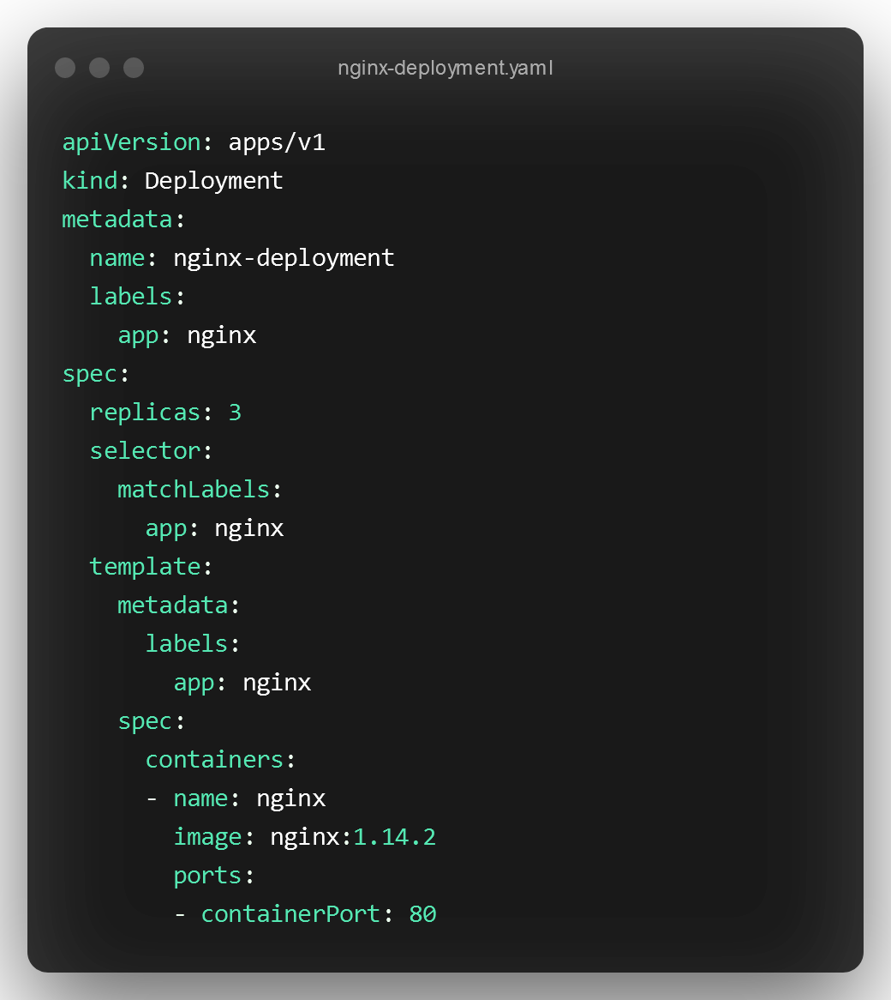 nginx-deployment.yaml
apiVersion: apps/v1
kind: Deployment
metadata:
  name: nginx-deployment
  labels:
    app: nginx
spec:
  replicas: 3
  selector:
    matchLabels:
      app: nginx
  template:
    metadata:
      labels:
        app: nginx
    spec:
      containers:
      - name: nginx
        image: nginx:1.14.2
        ports:
        - containerPort: 80